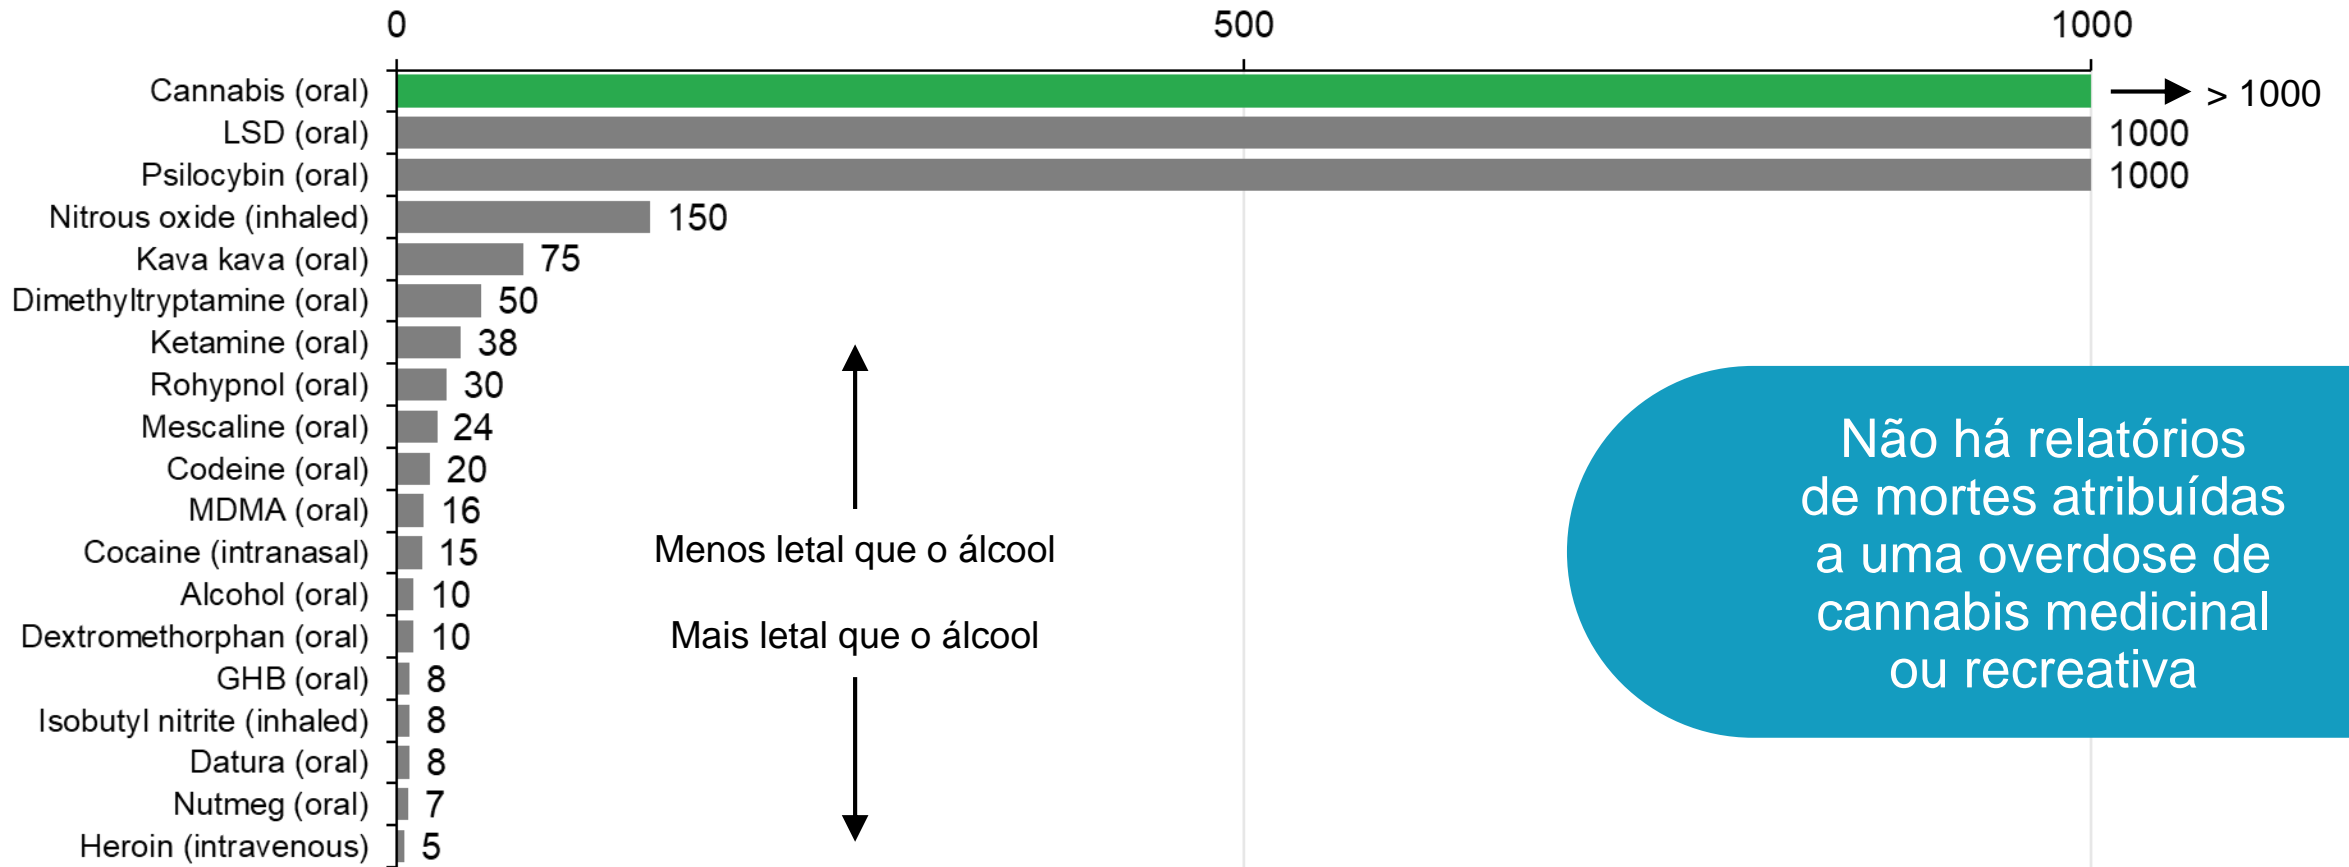 0 500 1000
Cannabis (oral) > 1000
LSD (oral) 1000
Psilocybin (oral) 1000
Nitrous oxide (inhaled) 150
Kava kava (oral) 75
Dimethyltryptamine (oral) 50
Ketamine (oral) 38
Rohypnol (oral) 30
Mescaline (oral) 24
Codeine (oral) 20
MDMA (oral) 16
Cocaine (intranasal) 15
Alcohol (oral) 10
Dextromethorphan (oral) 10
GHB (oral) 8
Isobutyl nitrite (inhaled) 8
Datura (oral) 8
Nutmeg (oral) 7
Heroin (intravenous) 5
Menos letal que o álcool
Mais letal que o álcool
Não há relatórios
de mortes atribuídas
a uma overdose de
cannabis medicinal
ou recreativa